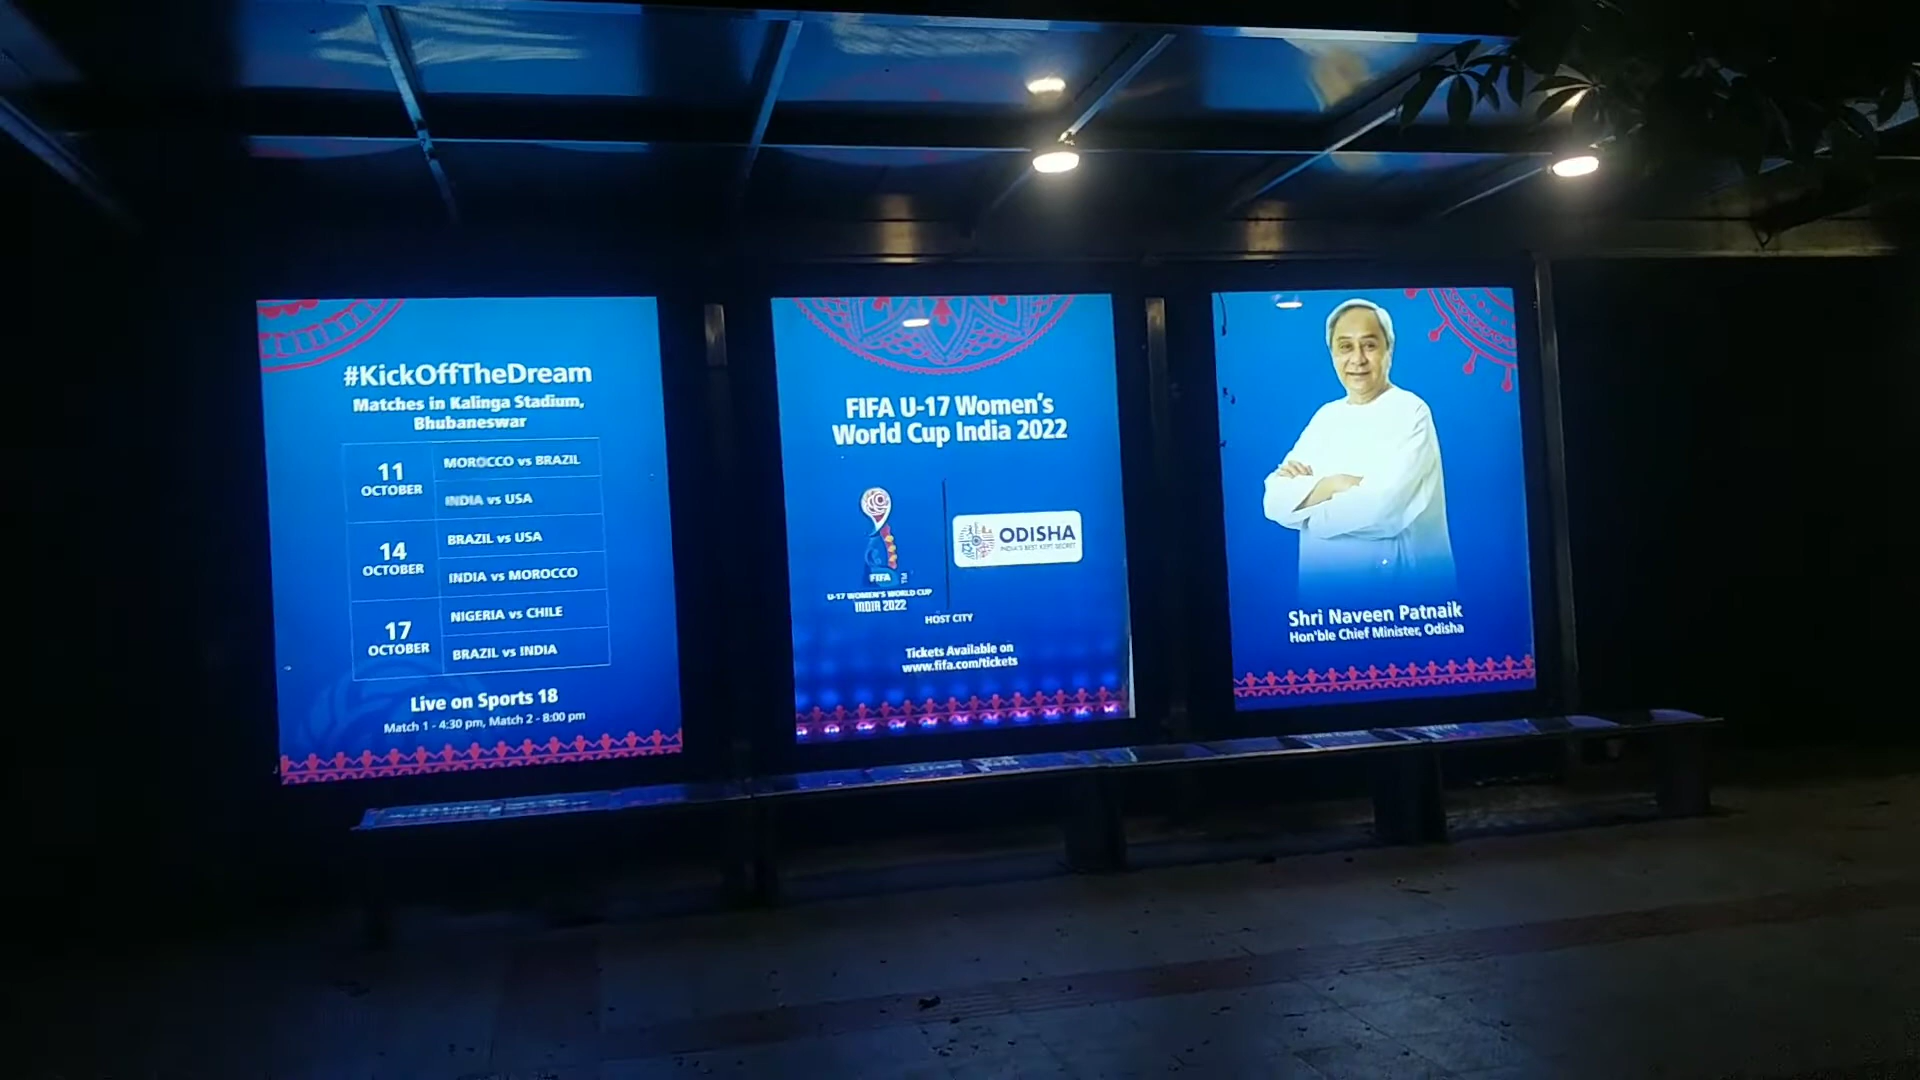 #KickOffTheDream
Matches in Kalinga Stadium,
Bhubaneswar
11
OCTOBER
MOROCCO vs BRAZIL
INDIA vs USA
14
OCTOBER
BRAZIL vs USA
INDIA vs MOROCCO
17
OCTOBER
NIGERIA vs CHILE
BRAZIL vs INDIA
Live on Sports 18
Match 1 - 4:30 pm, Match 2 - 8:00 pm
FIFA U-17 Women's
World Cup India 2022
FIFA
U-17 WOMEN'S WORLD CUP
INDIA 2022
ODISHA
INDIA'S BEST KEPT SECRET
HOST CITY
Tickets Available on
www.fifa.com/tickets
Shri Naveen Patnaik
Hon'ble Chief Minister, Odisha